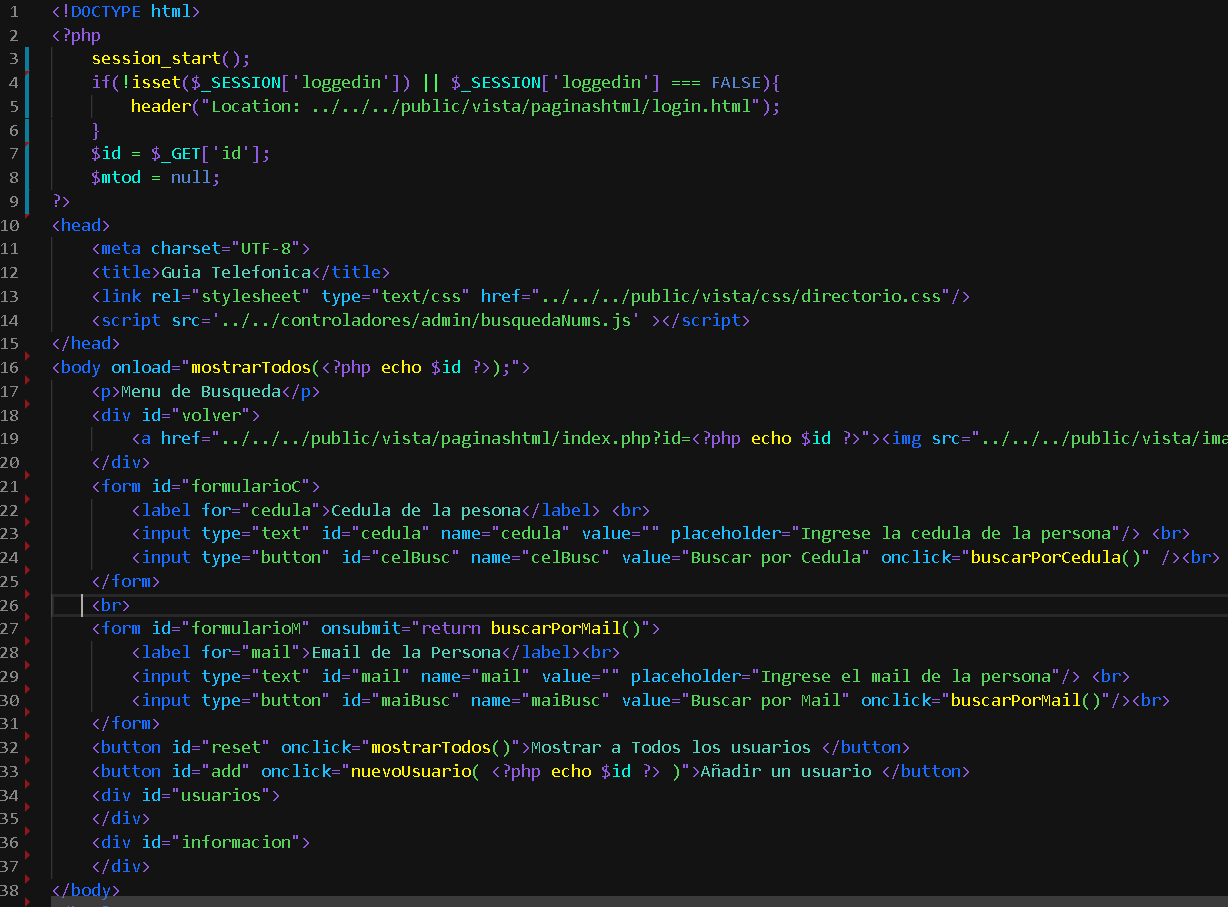 1 <!DOCTYPE html>
2 <?php
3 session_start();
4 if(!isset($_SESSION['loggedin']) || $_SESSION['loggedin'] === FALSE){
5 header("Location: ../../../public/vista/paginashtml/login.html");
6 }
7 $id = $_GET['id'];
8 $mtod = null;
9 ?>
10 <head>
11 <meta charset="UTF-8">
12 <title>Guia Telefonica</title>
13 <link rel="stylesheet" type="text/css" href="../../../public/vista/css/directorio.css"/>
14 <script src='../../controladores/admin/busquedaNums.js' ></script>
15 </head>
16 <body onload="mostrarTodos(<?php echo $id ?>);">
17 <p>Menu de Busqueda</p>
18 <div id="volver">
19 <a href="../../../public/vista/paginashtml/index.php?id=<?php echo $id ?>"><img src="../../../public/vista/ima
20 </div>
21 <form id="formularioC">
22 <label for="cedula">Cedula de la pesona</label> <br>
23 <input type="text" id="cedula" name="cedula" value="" placeholder="Ingrese la cedula de la persona"/> <br>
24 <input type="button" id="celBusc" name="celBusc" value="Buscar por Cedula" onclick="buscarPorCedula()" /><br>
25 </form>
26 <br>
27 <form id="formularioM" onsubmit="return buscarPorMail()">
28 <label for="mail">Email de la Persona</label><br>
29 <input type="text" id="mail" name="mail" value="" placeholder="Ingrese el mail de la persona"/> <br>
30 <input type="button" id="maiBusc" name="maiBusc" value="Buscar por Mail" onclick="buscarPorMail()"/><br>
31 </form>
32 <button id="reset" onclick="mostrarTodos()">Mostrar a Todos los usuarios </button>
33 <button id="add" onclick="nuevoUsuario( <?php echo $id ?> )">Añadir un usuario </button>
34 <div id="usuarios">
35 </div>
36 <div id="informacion">
37 </div>
38 </body>